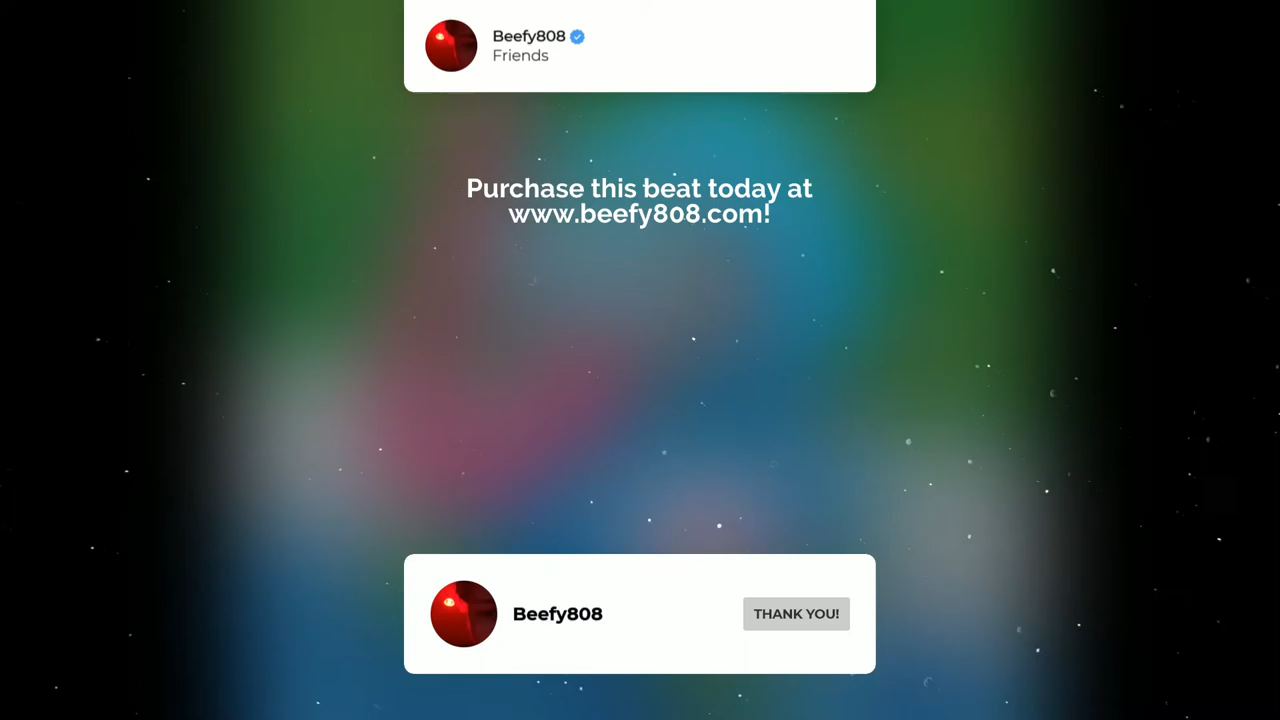 Beefy808
Friends
Purchase this beat today at
www.beefy808.com!
Beefy808
THANK YOU!